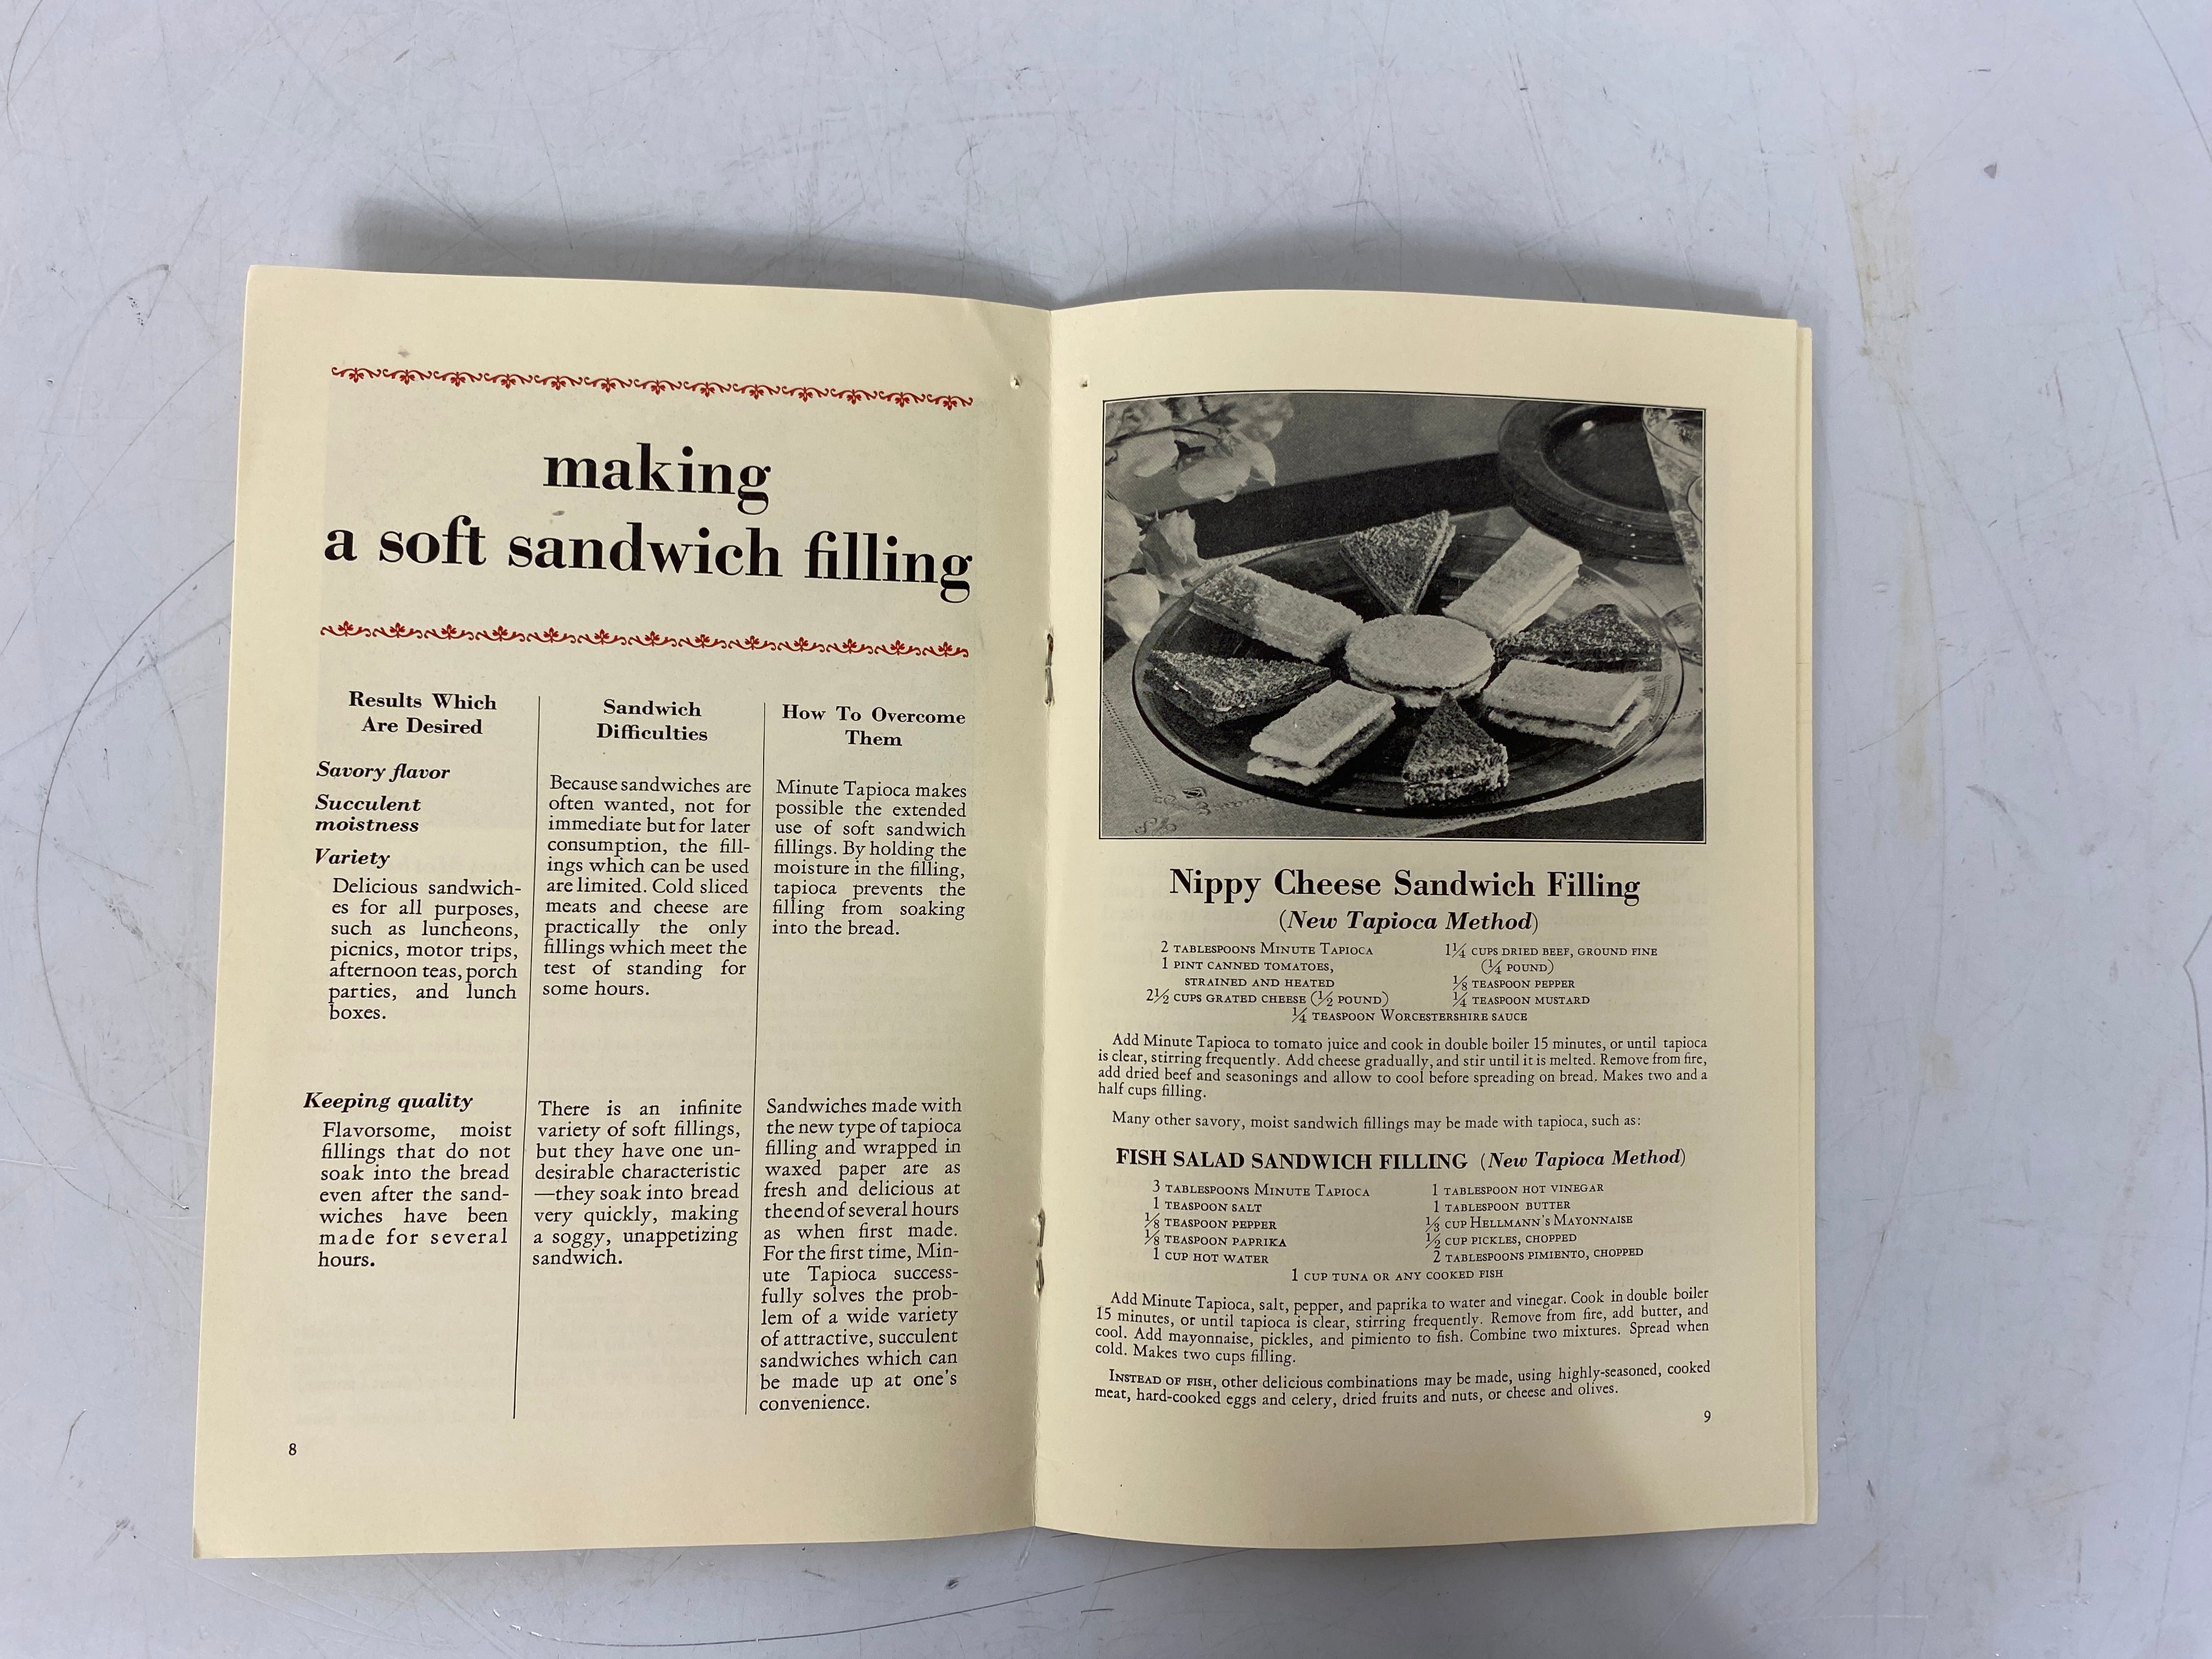 making
a soft sandwich filling
Results Which
Are Desired
Savory flavor
Succulent
moistness
Variety
Delicious sandwich-
es for all purposes,
such as luncheons,
picnics, motor trips,
afternoon teas, porch
parties, and lunch
boxes.
Keeping quality
Flavorsome, moist
fillings that do not
soak into the bread
even after the sand-
wiches have been
made for several
hours.
Sandwich
Difficulties
Because sandwiches are
often wanted, not for
immediate but for later
consumption, the fill-
ings which can be used
are limited. Cold sliced
meats and cheese are
practically the only
fillings which meet the
test of standing for
some hours.
There is an infinite
variety of soft fillings,
but they have one un-
desirable characteristic
—they soak into bread
very quickly, making
a soggy, unappetizing
sandwich.
How To Overcome
Them
Minute Tapioca makes
possible the extended
use of soft sandwich
fillings. By holding the
moisture in the filling,
tapioca prevents the
filling from soaking
into the bread.
Sandwiches made with
the new type of tapioca
filling and wrapped in
waxed paper are as
fresh and delicious at
the end of several hours
as when first made.
For the first time, Min-
ute Tapioca success-
fully solves the prob-
lem of a wide variety
of attractive, succulent
sandwiches which can
be made up at one's
convenience.
8
Nippy Cheese Sandwich Filling
(New Tapioca Method)
2 TABLESPOONS MINUTE TAPIOCA
1 PINT CANNED TOMATOES,
STRAINED AND HEATED
2½ CUPS GRATED CHEESE (½ POUND)
1¼ CUPS DRIED BEEF, GROUND FINE
(¼ POUND)
⅛ TEASPOON PEPPER
¼ TEASPOON MUSTARD
¼ TEASPOON WORCESTERSHIRE SAUCE
Add Minute Tapioca to tomato juice and cook in double boiler 15 minutes, or until tapioca
is clear, stirring frequently. Add cheese gradually, and stir until it is melted. Remove from fire,
add dried beef and seasonings and allow to cool before spreading on bread. Makes two and a
half cups filling.
Many other savory, moist sandwich fillings may be made with tapioca, such as:
FISH SALAD SANDWICH FILLING (New Tapioca Method)
3 TABLESPOONS MINUTE TAPIOCA
1 TEASPOON SALT
⅛ TEASPOON PEPPER
⅛ TEASPOON PAPRIKA
1 CUP HOT WATER
1 TABLESPOON HOT VINEGAR
1 TABLESPOON BUTTER
⅓ CUP HELLMANN'S MAYONNAISE
½ CUP PICKLES, CHOPPED
2 TABLESPOONS PIMIENTO, CHOPPED
1 CUP TUNA OR ANY COOKED FISH
Add Minute Tapioca, salt, pepper, and paprika to water and vinegar. Cook in double boiler
15 minutes, or until tapioca is clear, stirring frequently. Remove from fire, add butter, and
cool. Add mayonnaise, pickles, and pimiento to fish. Combine two mixtures. Spread when
cold. Makes two cups filling.
INSTEAD OF FISH, other delicious combinations may be made, using highly-seasoned, cooked
meat, hard-cooked eggs and celery, dried fruits and nuts, or cheese and olives.
9